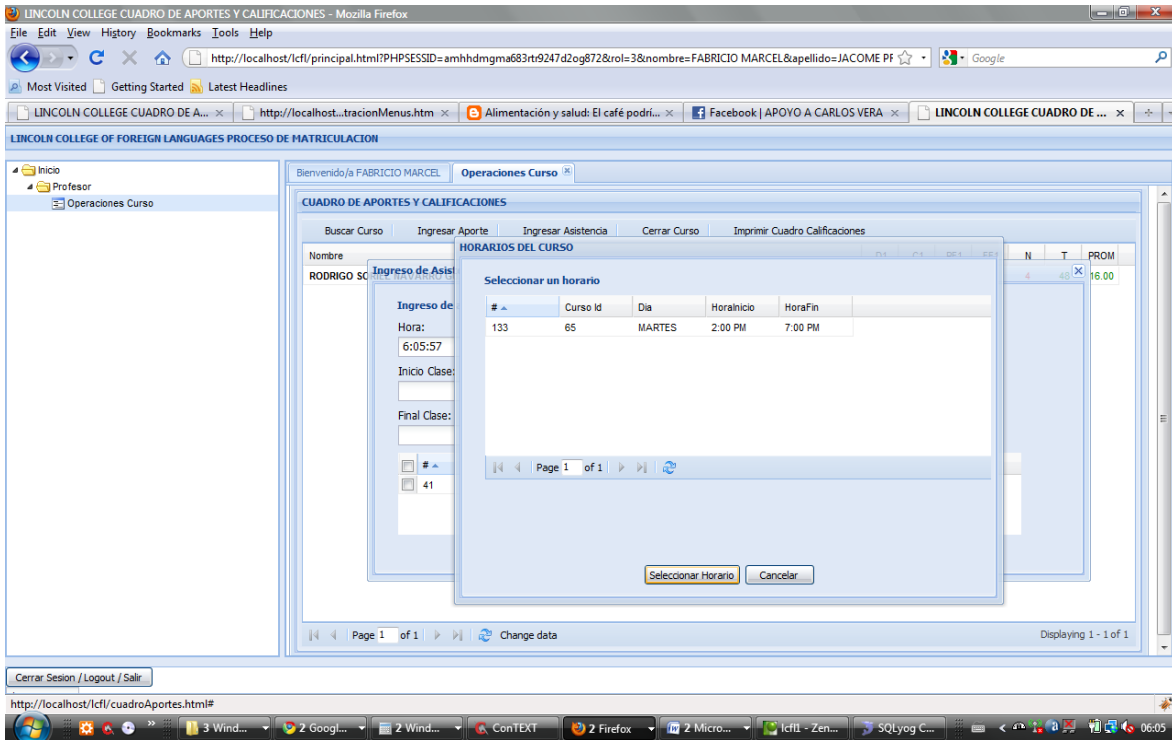 LINCOLN COLLEGE CUADRO DE APORTES Y CALIFICACIONES - Mozilla Firefox
File Edit View History Bookmarks Tools Help
http://localhost/lcfl/principal.html?PHPSESSID=amhhdmgma683rtr9247d2og872&rol=3&nombre=FABRICIO MARCEL&apellido=JACOME PF
Google
Most Visited Getting Started Latest Headlines
LINCOLN COLLEGE CUADRO DE A... http://localhost...tracionMenus.htm Alimentación y salud: El café podrí... Facebook | APOYO A CARLOS VERA LINCOLN COLLEGE CUADRO DE ...
LINCOLN COLLEGE OF FOREIGN LANGUAGES PROCESO DE MATRICULACION
Inicio
Profesor
Operaciones Curso
Bienvenido/a FABRICIO MARCEL Operaciones Curso
CUADRO DE APORTES Y CALIFICACIONES
Buscar Curso Ingresar Aporte Ingresar Asistencia Cerrar Curso Imprimir Cuadro Calificaciones
Nombre N T PROM
RODRIGO 4 48 16.00
Ingreso de Asist
Ingreso de
Hora:
6:05:57
Inicio Clase:
Final Clase:
#
41
HORARIOS DEL CURSO
Seleccionar un horario
# Curso Id Dia HoraInicio HoraFin
133 65 MARTES 2:00 PM 7:00 PM
Page 1 of 1
Seleccionar Horario Cancelar
Page 1 of 1 Change data Displaying 1 - 1 of 1
Cerrar Sesion / Logout / Salir
http://localhost/lcfl/cuadroAportes.html#
3 Wind... 2 Googl... 2 Wind... ConTEXT 2 Firefox 2 Micro... lcfl1 - Zen... SQLyog C... 06:05